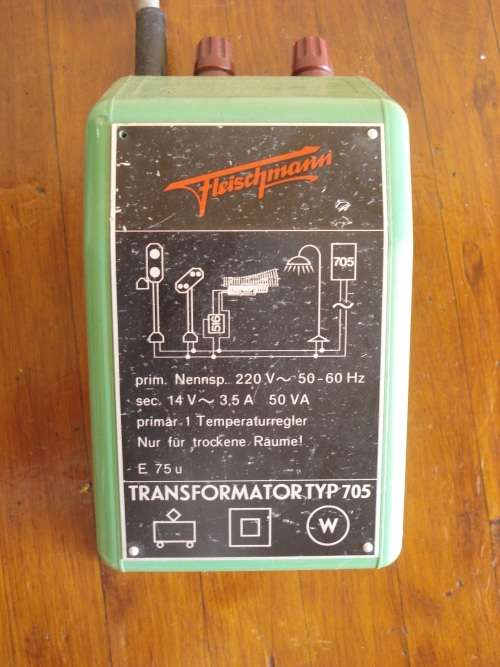 Fleischmann
705
516
prim. Nennsp. 220 V~ 50-60 Hz
sec. 14 V~ 3,5 A 50 VA
primär 1 Temperaturregler
Nur für trockene Räume!
E 75 u
TRANSFORMATOR TYP 705
W